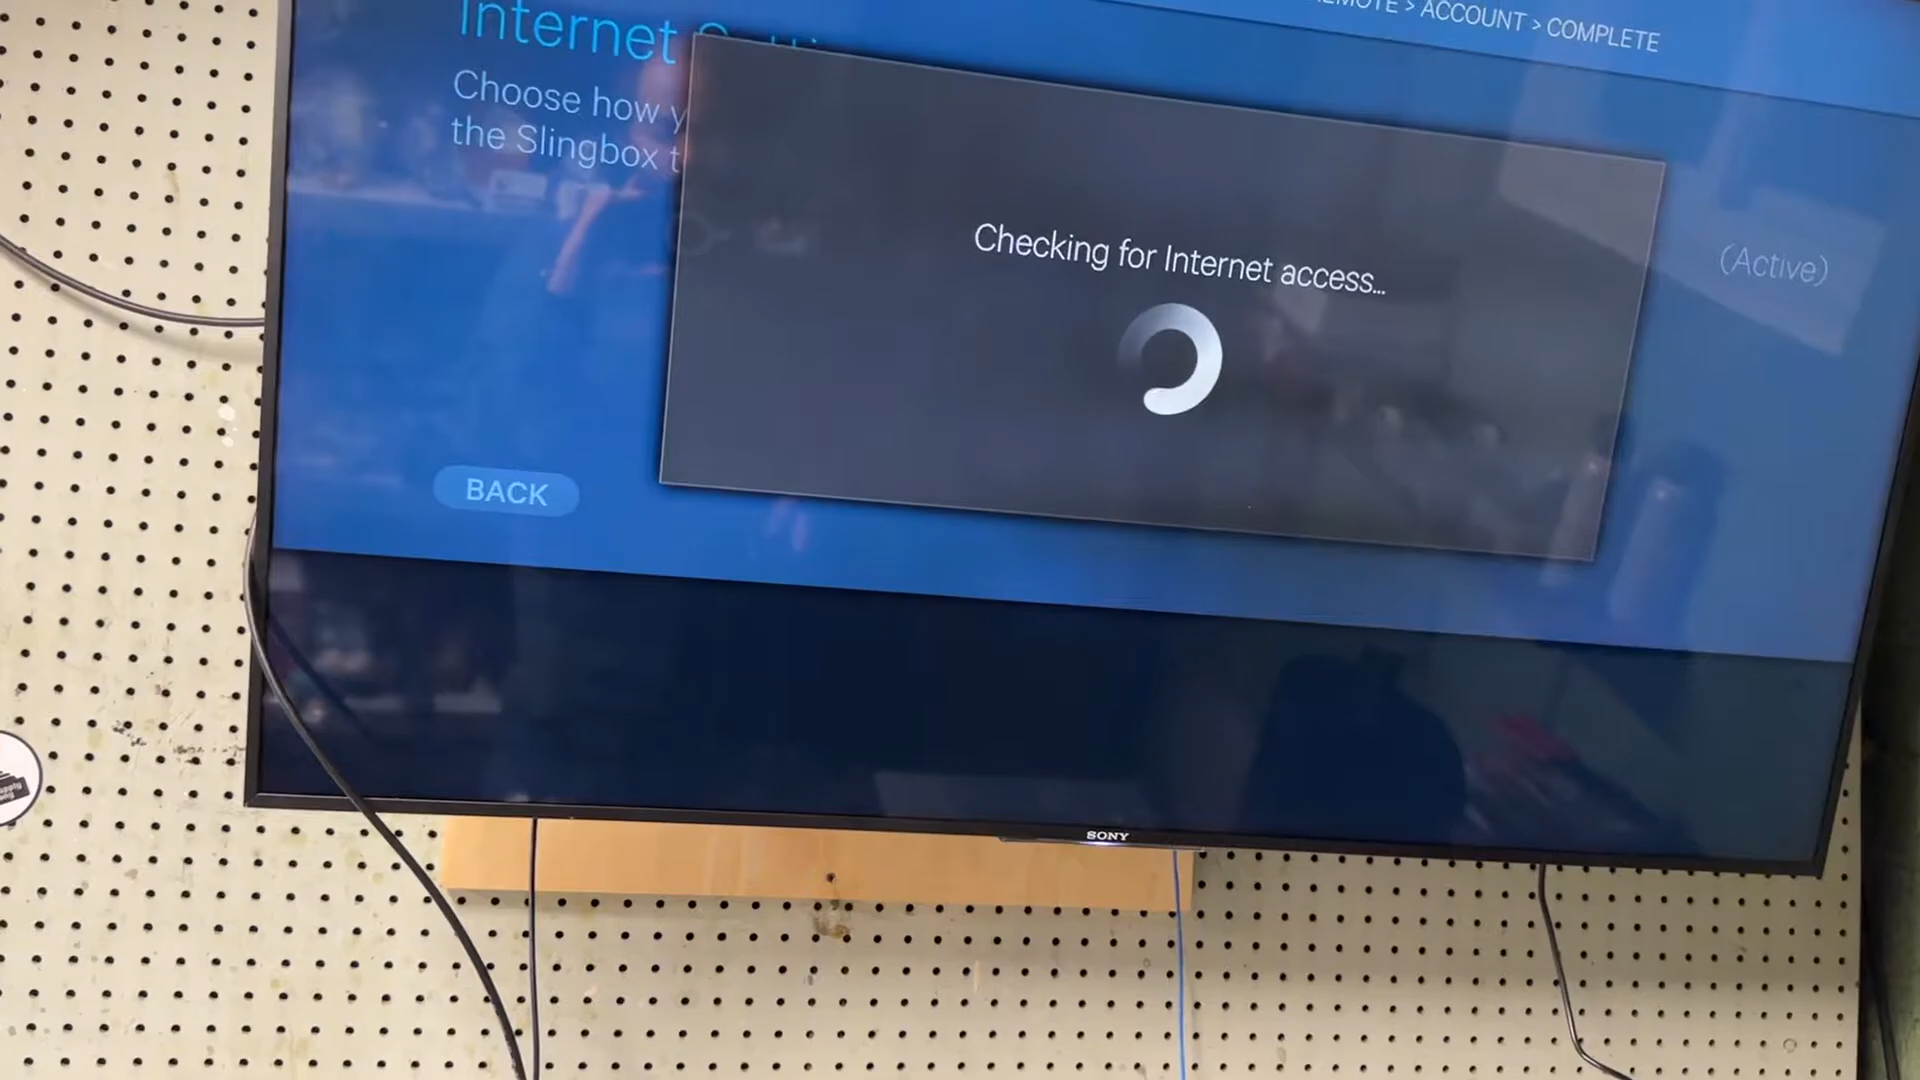 > ACCOUNT > COMPLETE
Internet
Choose how y
the Slingbox t
Checking for Internet access...
(Active)
BACK
SONY